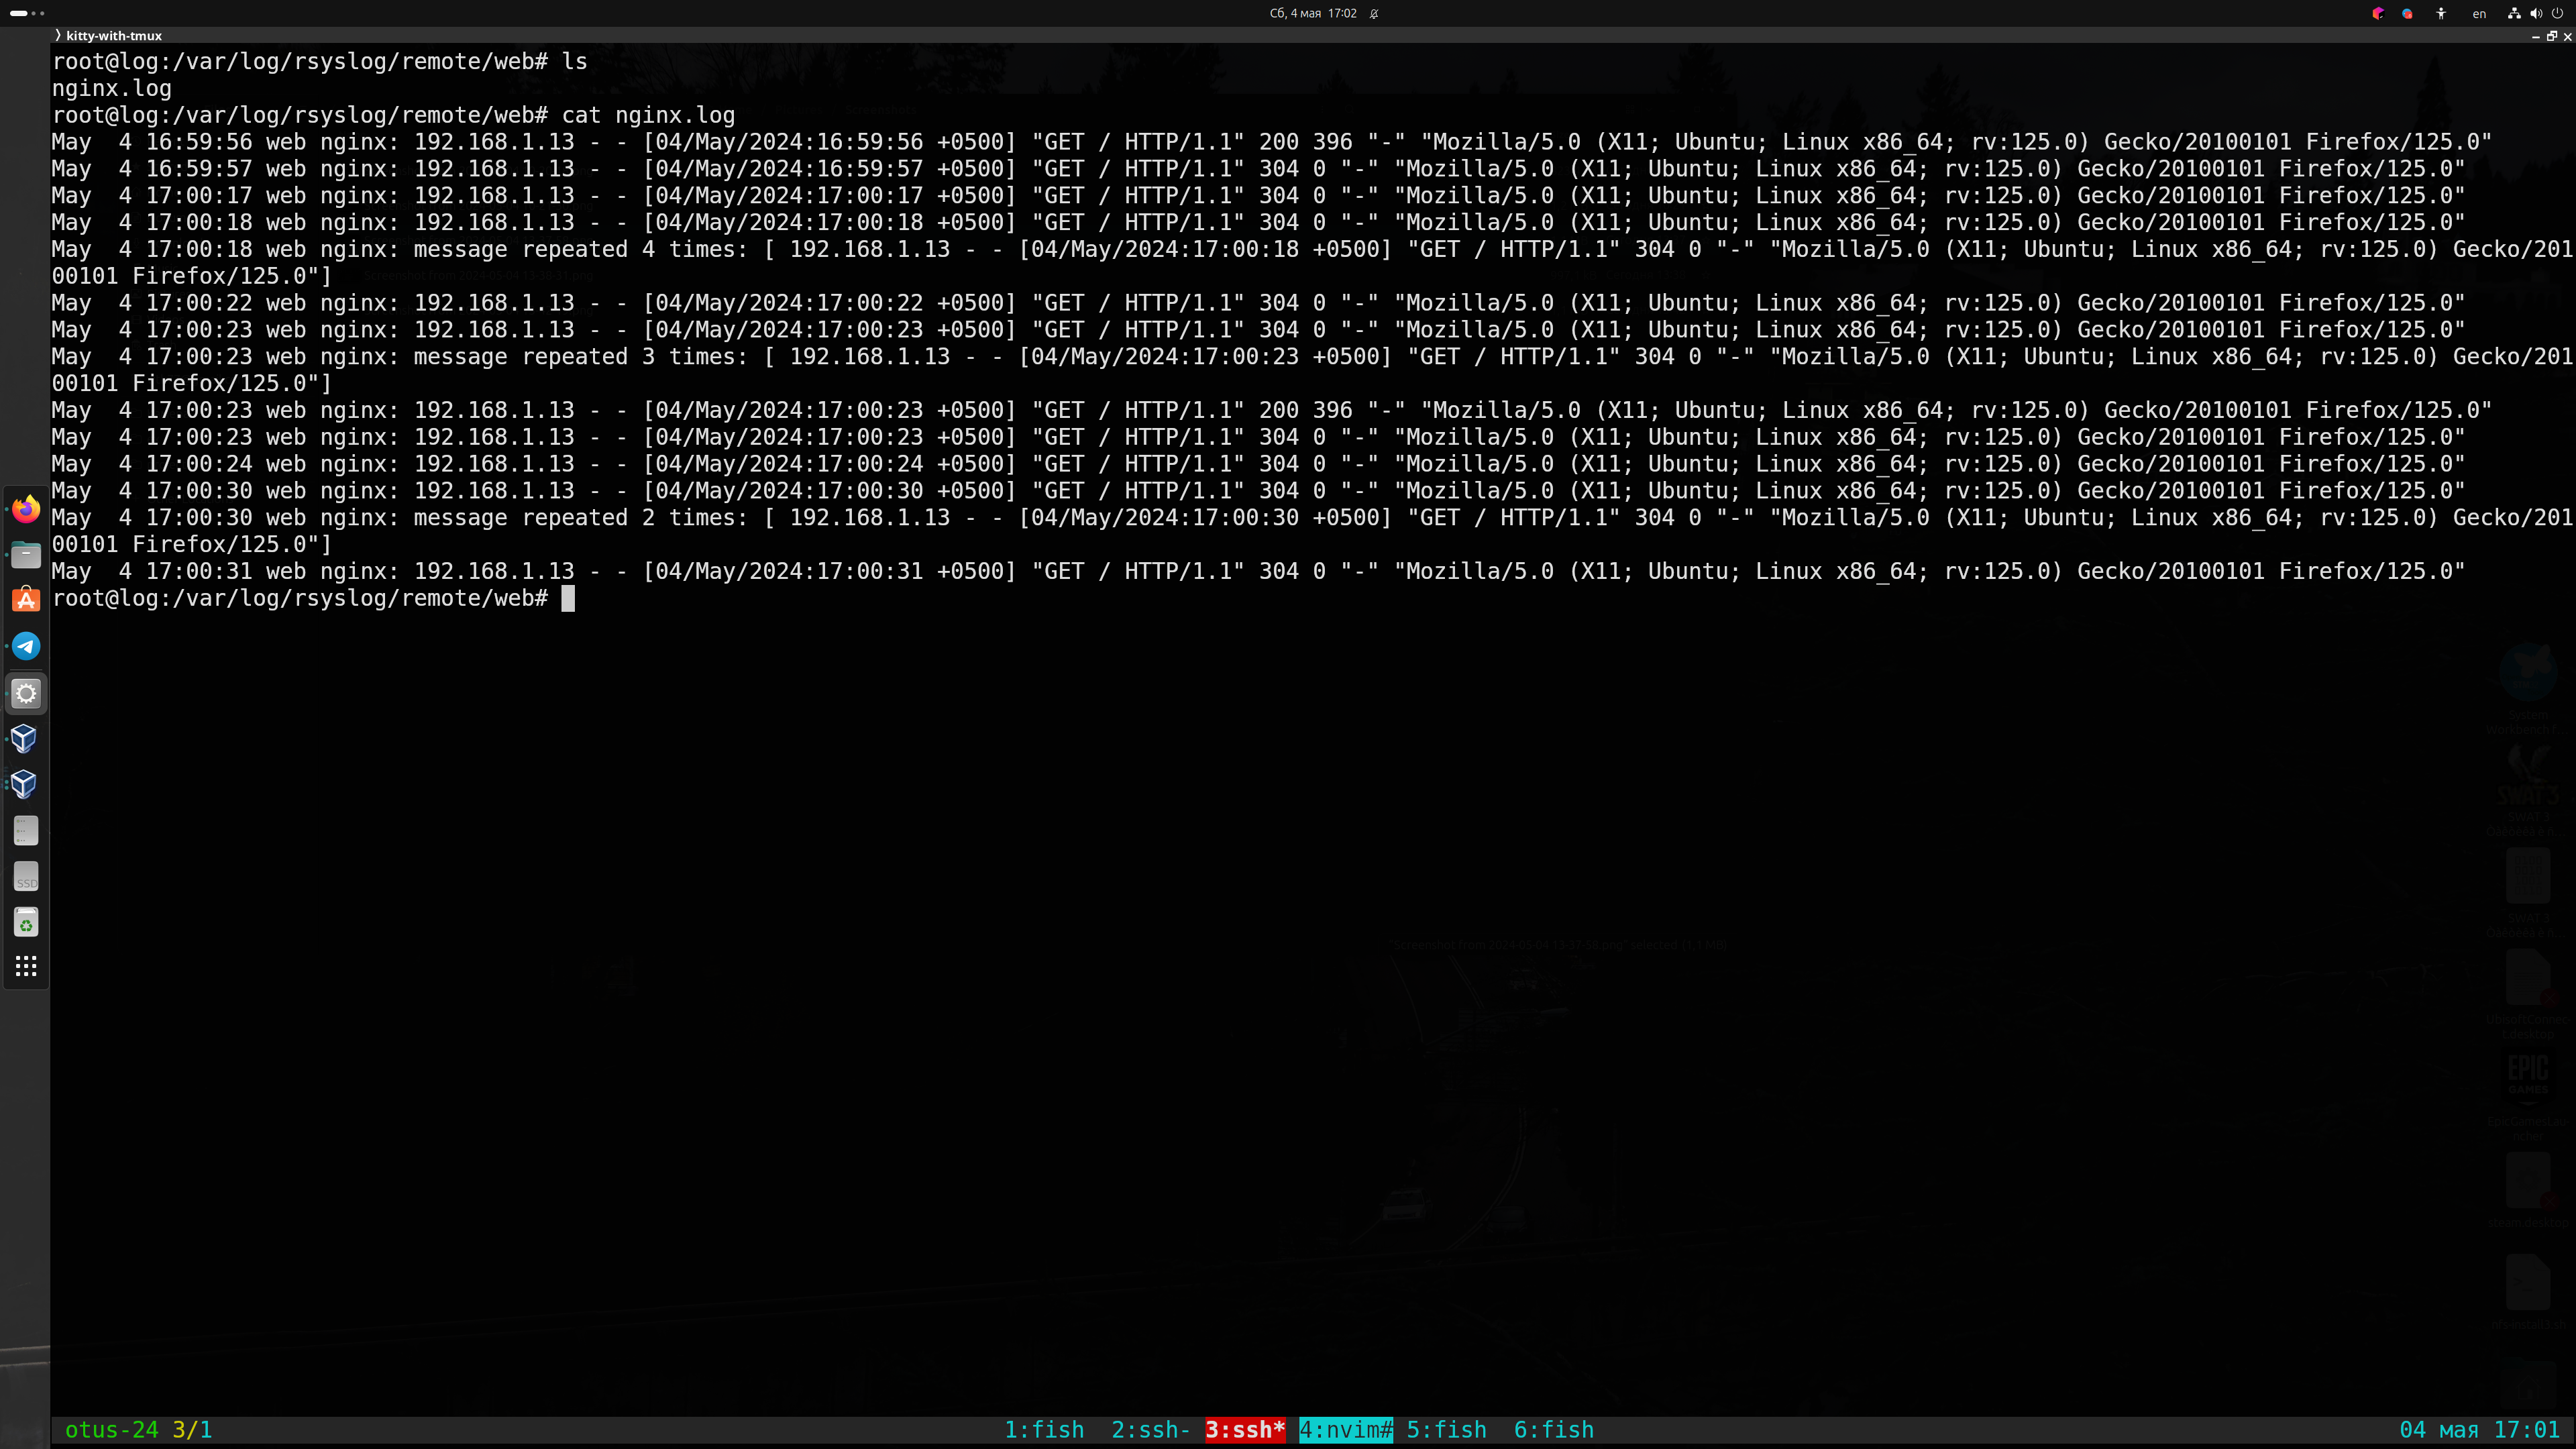 Сб, 4 мая 17:02
en
⟩ kitty-with-tmux
root@log:/var/log/rsyslog/remote/web# ls
nginx.log
root@log:/var/log/rsyslog/remote/web# cat nginx.log
May  4 16:59:56 web nginx: 192.168.1.13 - - [04/May/2024:16:59:56 +0500] "GET / HTTP/1.1" 200 396 "-" "Mozilla/5.0 (X11; Ubuntu; Linux x86_64; rv:125.0) Gecko/20100101 Firefox/125.0"
May  4 16:59:57 web nginx: 192.168.1.13 - - [04/May/2024:16:59:57 +0500] "GET / HTTP/1.1" 304 0 "-" "Mozilla/5.0 (X11; Ubuntu; Linux x86_64; rv:125.0) Gecko/20100101 Firefox/125.0"
May  4 17:00:17 web nginx: 192.168.1.13 - - [04/May/2024:17:00:17 +0500] "GET / HTTP/1.1" 304 0 "-" "Mozilla/5.0 (X11; Ubuntu; Linux x86_64; rv:125.0) Gecko/20100101 Firefox/125.0"
May  4 17:00:18 web nginx: 192.168.1.13 - - [04/May/2024:17:00:18 +0500] "GET / HTTP/1.1" 304 0 "-" "Mozilla/5.0 (X11; Ubuntu; Linux x86_64; rv:125.0) Gecko/20100101 Firefox/125.0"
May  4 17:00:18 web nginx: message repeated 4 times: [ 192.168.1.13 - - [04/May/2024:17:00:18 +0500] "GET / HTTP/1.1" 304 0 "-" "Mozilla/5.0 (X11; Ubuntu; Linux x86_64; rv:125.0) Gecko/201
00101 Firefox/125.0"]
May  4 17:00:22 web nginx: 192.168.1.13 - - [04/May/2024:17:00:22 +0500] "GET / HTTP/1.1" 304 0 "-" "Mozilla/5.0 (X11; Ubuntu; Linux x86_64; rv:125.0) Gecko/20100101 Firefox/125.0"
May  4 17:00:23 web nginx: 192.168.1.13 - - [04/May/2024:17:00:23 +0500] "GET / HTTP/1.1" 304 0 "-" "Mozilla/5.0 (X11; Ubuntu; Linux x86_64; rv:125.0) Gecko/20100101 Firefox/125.0"
May  4 17:00:23 web nginx: message repeated 3 times: [ 192.168.1.13 - - [04/May/2024:17:00:23 +0500] "GET / HTTP/1.1" 304 0 "-" "Mozilla/5.0 (X11; Ubuntu; Linux x86_64; rv:125.0) Gecko/201
00101 Firefox/125.0"]
May  4 17:00:23 web nginx: 192.168.1.13 - - [04/May/2024:17:00:23 +0500] "GET / HTTP/1.1" 200 396 "-" "Mozilla/5.0 (X11; Ubuntu; Linux x86_64; rv:125.0) Gecko/20100101 Firefox/125.0"
May  4 17:00:23 web nginx: 192.168.1.13 - - [04/May/2024:17:00:23 +0500] "GET / HTTP/1.1" 304 0 "-" "Mozilla/5.0 (X11; Ubuntu; Linux x86_64; rv:125.0) Gecko/20100101 Firefox/125.0"
May  4 17:00:24 web nginx: 192.168.1.13 - - [04/May/2024:17:00:24 +0500] "GET / HTTP/1.1" 304 0 "-" "Mozilla/5.0 (X11; Ubuntu; Linux x86_64; rv:125.0) Gecko/20100101 Firefox/125.0"
May  4 17:00:30 web nginx: 192.168.1.13 - - [04/May/2024:17:00:30 +0500] "GET / HTTP/1.1" 304 0 "-" "Mozilla/5.0 (X11; Ubuntu; Linux x86_64; rv:125.0) Gecko/20100101 Firefox/125.0"
May  4 17:00:30 web nginx: message repeated 2 times: [ 192.168.1.13 - - [04/May/2024:17:00:30 +0500] "GET / HTTP/1.1" 304 0 "-" "Mozilla/5.0 (X11; Ubuntu; Linux x86_64; rv:125.0) Gecko/201
00101 Firefox/125.0"]
May  4 17:00:31 web nginx: 192.168.1.13 - - [04/May/2024:17:00:31 +0500] "GET / HTTP/1.1" 304 0 "-" "Mozilla/5.0 (X11; Ubuntu; Linux x86_64; rv:125.0) Gecko/20100101 Firefox/125.0"
root@log:/var/log/rsyslog/remote/web#
SSD
EPIC
GAMES
otus-24 3/1 1:fish 2:ssh- 3:ssh* 4:nvim# 5:fish 6:fish 04 мая 17:01